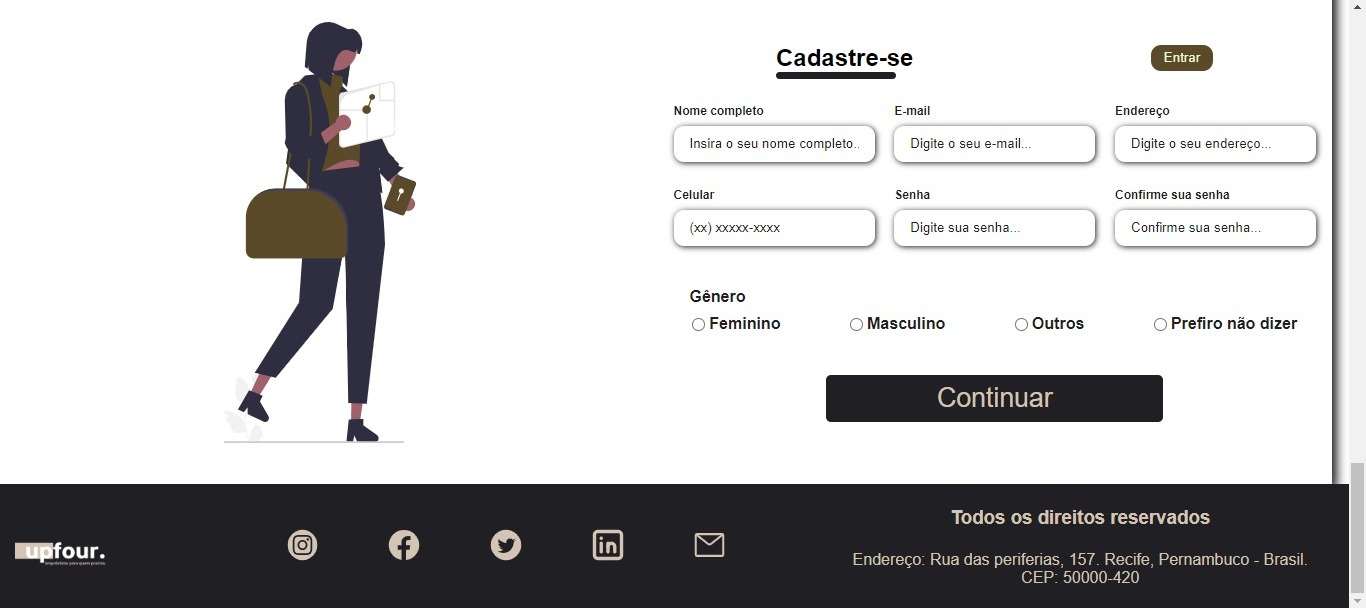 Cadastre-se
Entrar
Nome completo
E-mail
Endereço
Insira o seu nome completo..
Digite o seu e-mail...
Digite o seu endereço...
Celular
Senha
Confirme sua senha
(xx) xxxxx-xxxx
Digite sua senha...
Confirme sua senha...
Gênero
Feminino
Masculino
Outros
Prefiro não dizer
Continuar
upfour.
Todos os direitos reservados
Endereço: Rua das periferias, 157. Recife, Pernambuco - Brasil.
CEP: 50000-420